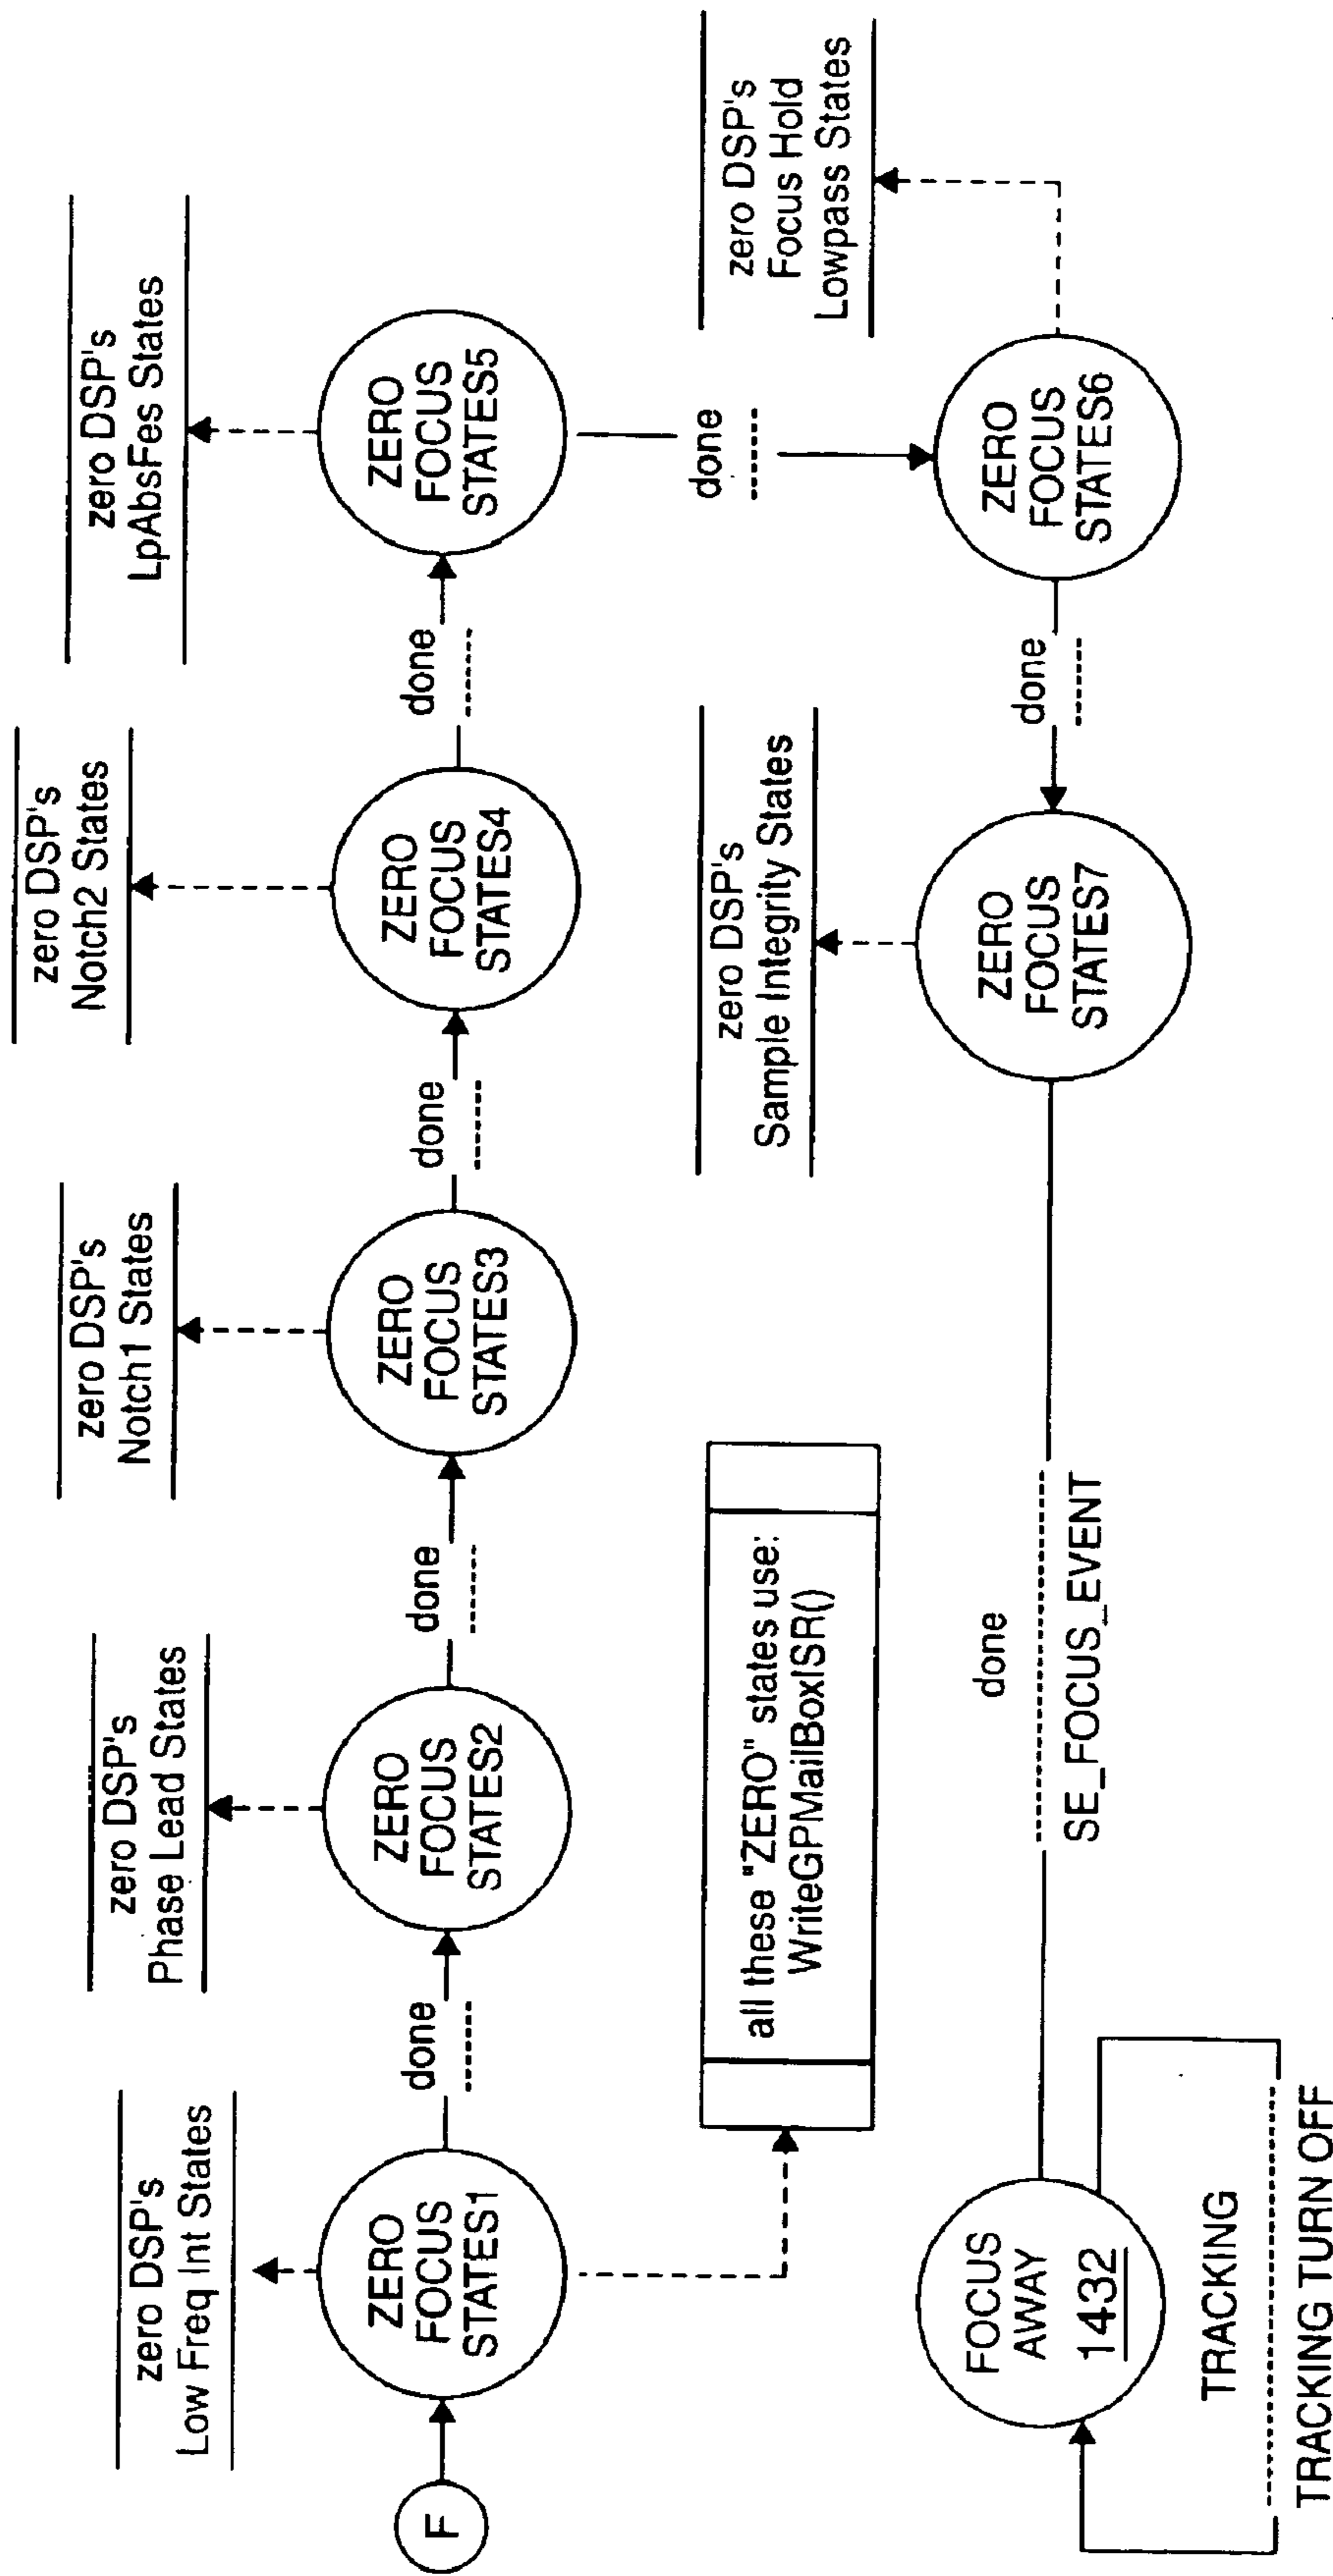 zero DSP's
Low Freq Int States
zero DSP's
Phase Lead States
zero DSP's
Notch1 States
zero DSP's
Notch2 States
zero DSP's
LpAbsFes States
F
ZERO
FOCUS
STATES1
done
ZERO
FOCUS
STATES2
done
ZERO
FOCUS
STATES3
done
ZERO
FOCUS
STATES4
done
ZERO
FOCUS
STATES5
done
all these "ZERO" states use:
WriteGPMailBoxISR()
zero DSP's
Sample Integrity States
zero DSP's
Focus Hold
Lowpass States
FOCUS
AWAY
1432
done
SE_FOCUS_EVENT
ZERO
FOCUS
STATES7
done
ZERO
FOCUS
STATES6
TRACKING
TRACKING TURN OFF